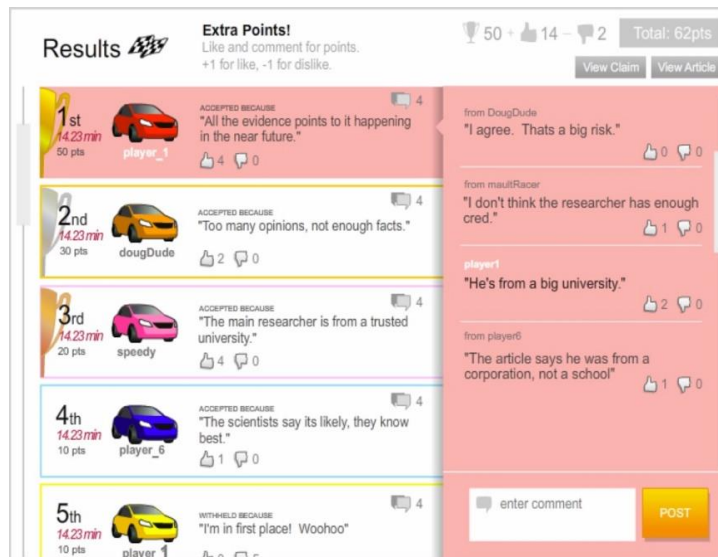 Results
Extra Points!
Like and comment for points.
+1 for like, -1 for dislike.
50 + 14 – 2
Total: 62pts
View Claim
View Article
1st
14.23 min
50 pts
player_1
ACCEPTED BECAUSE
"All the evidence points to it happening
in the near future."
4
4 0
2nd
14.23 min
30 pts
dougDude
ACCEPTED BECAUSE
"Too many opinions, not enough facts."
4
2 0
3rd
14.23 min
20 pts
speedy
ACCEPTED BECAUSE
"The main researcher is from a trusted
university."
4
4 0
4th
14.23 min
10 pts
player_6
ACCEPTED BECAUSE
"The scientists say its likely, they know
best."
4
1 0
5th
14.23 min
10 pts
player_1
WITHHELD BECAUSE
"I'm in first place! Woohoo"
4
from DougDude
"I agree. Thats a big risk."
0 0
from maultRacer
"I don't think the researcher has enough
cred."
1 0
player1
"He's from a big university."
2 0
from player6
"The article says he was from a
corporation, not a school"
1 0
enter comment
POST